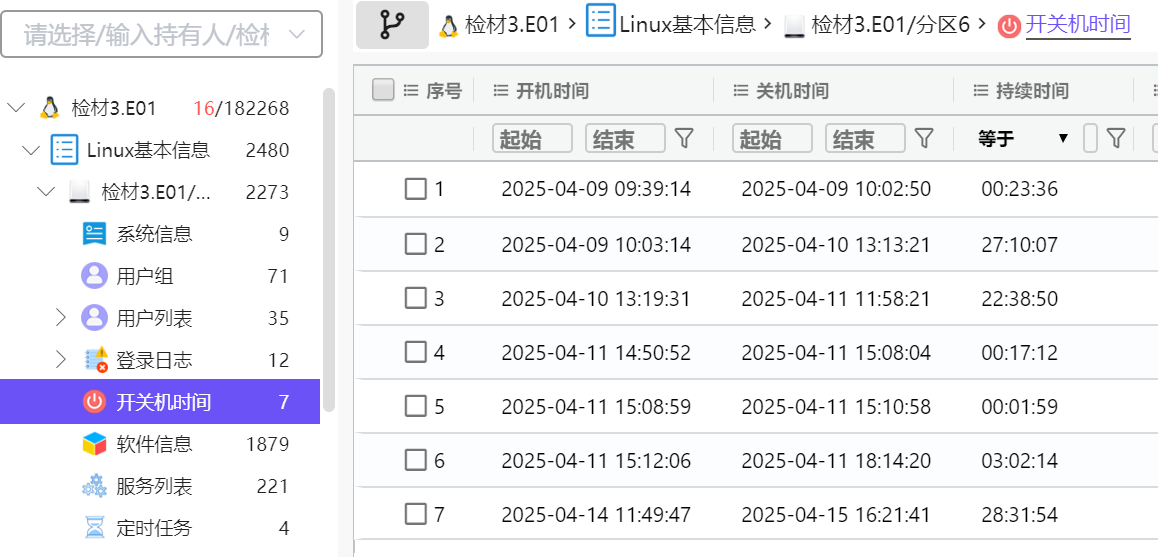 请选择/输入持有人/检材
检材3.E01 16/182268
Linux基本信息 2480
检材3.E01/... 2273
系统信息 9
用户组 71
用户列表 35
登录日志 12
开关机时间 7
软件信息 1879
服务列表 221
定时任务 4
检材3.E01 > Linux基本信息 > 检材3.E01/分区6 > 开关机时间
序号 开机时间 关机时间 持续时间
起始 结束 起始 结束 等于
1 2025-04-09 09:39:14 2025-04-09 10:02:50 00:23:36
2 2025-04-09 10:03:14 2025-04-10 13:13:21 27:10:07
3 2025-04-10 13:19:31 2025-04-11 11:58:21 22:38:50
4 2025-04-11 14:50:52 2025-04-11 15:08:04 00:17:12
5 2025-04-11 15:08:59 2025-04-11 15:10:58 00:01:59
6 2025-04-11 15:12:06 2025-04-11 18:14:20 03:02:14
7 2025-04-14 11:49:47 2025-04-15 16:21:41 28:31:54